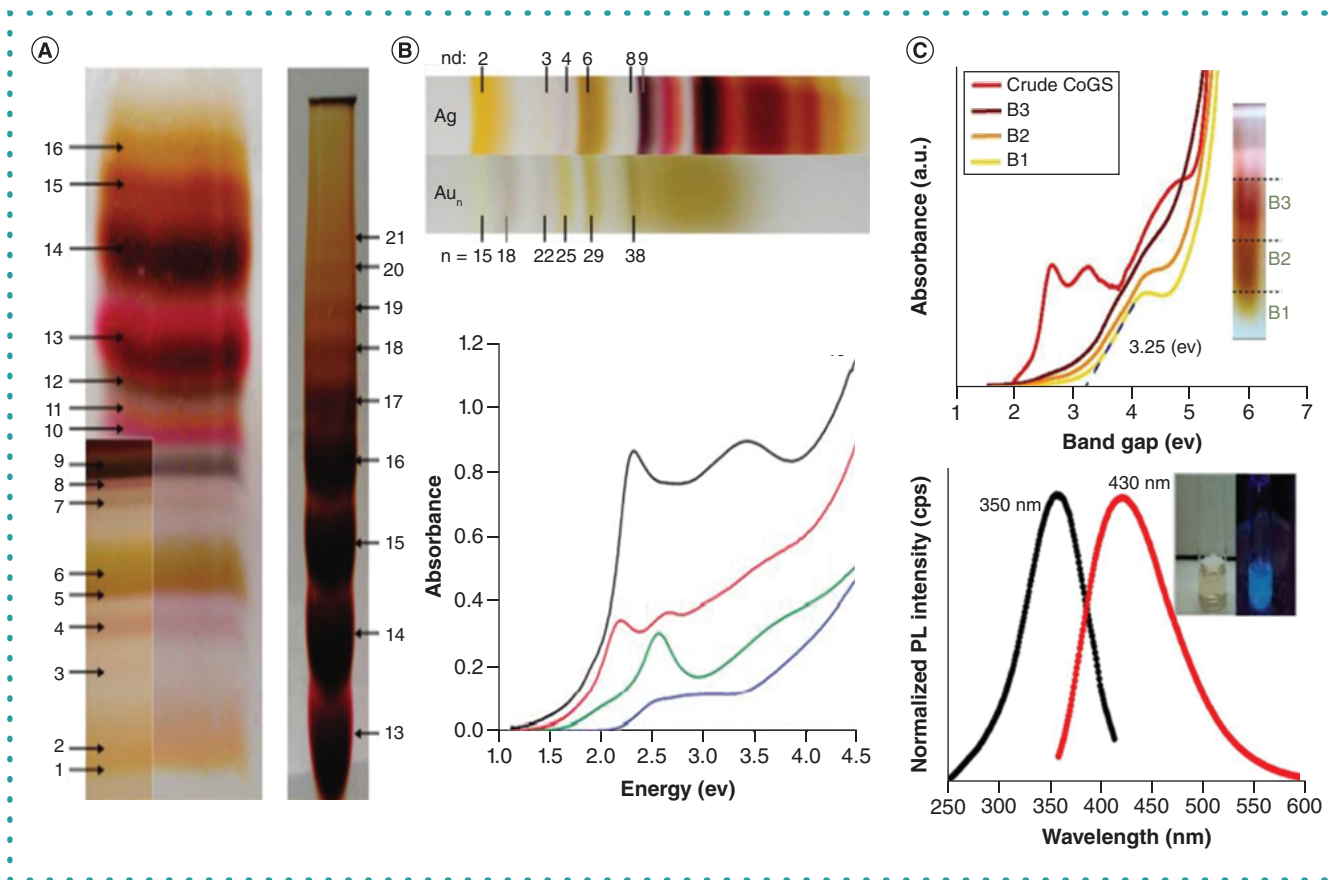 A
16
15
14
13
12
11
10
9
8
7
6
5
4
3
2
1
21
20
19
18
17
16
15
14
13
B
nd: 2 3 4 6 8 9
Ag
Aun
n = 15 18 22 25 29 38
1.2
1.0
0.8
0.6
0.4
0.2
0.0
Absorbance
1.0 1.5 2.0 2.5 3.0 3.5 4.0 4.5
Energy (ev)
C
Crude CoGS
B3
B2
B1
B3
B2
B1
3.25 (ev)
Absorbance (a.u.)
1 2 3 4 5 6 7
Band gap (ev)
430 nm
350 nm
Normalized PL intensity (cps)
250 300 350 400 450 500 550 600
Wavelength (nm)